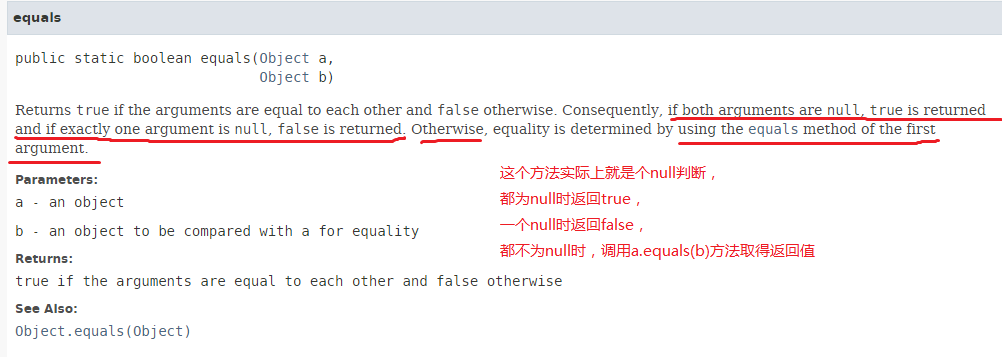 equals
public static boolean equals(Object a,
Object b)
Returns true if the arguments are equal to each other and false otherwise. Consequently, if both arguments are null, true is returned
and if exactly one argument is null, false is returned. Otherwise, equality is determined by using the equals method of the first
argument.
Parameters:
a - an object
b - an object to be compared with a for equality
Returns:
true if the arguments are equal to each other and false otherwise
See Also:
Object.equals(Object)
这个方法实际上就是个null判断，
都为null时返回true，
一个null时返回false，
都不为null时，调用a.equals(b)方法取得返回值